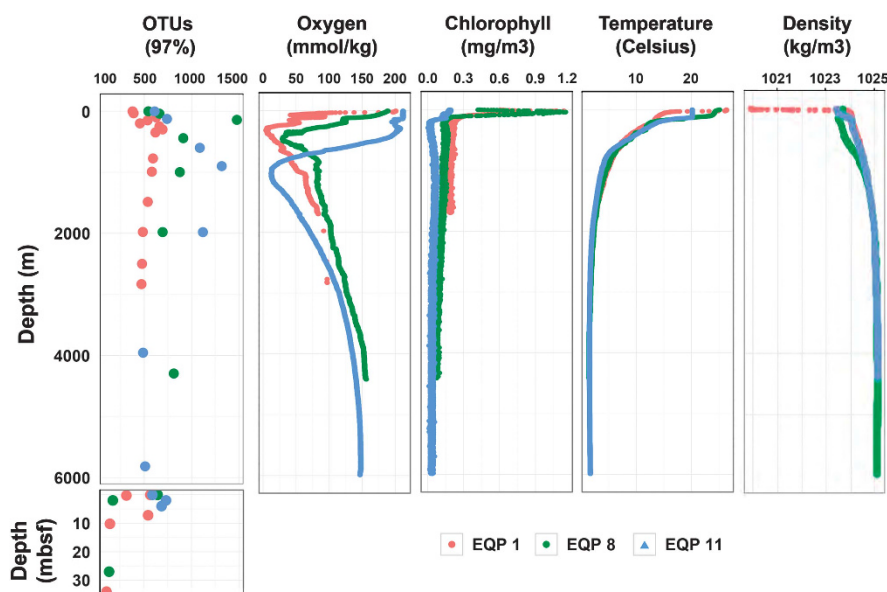 OTUs
(97%)
Oxygen
(mmol/kg)
Chlorophyll
(mg/m3)
Temperature
(Celsius)
Density
(kg/m3)
100 500 1000 1500
0 50 100 150 200
0.0 0.3 0.6 0.9 1.2
10 20
1021 1023 1025
0
2000
4000
6000
Depth (m)
10
20
30
Depth
(mbsf)
EQP 1 EQP 8 EQP 11